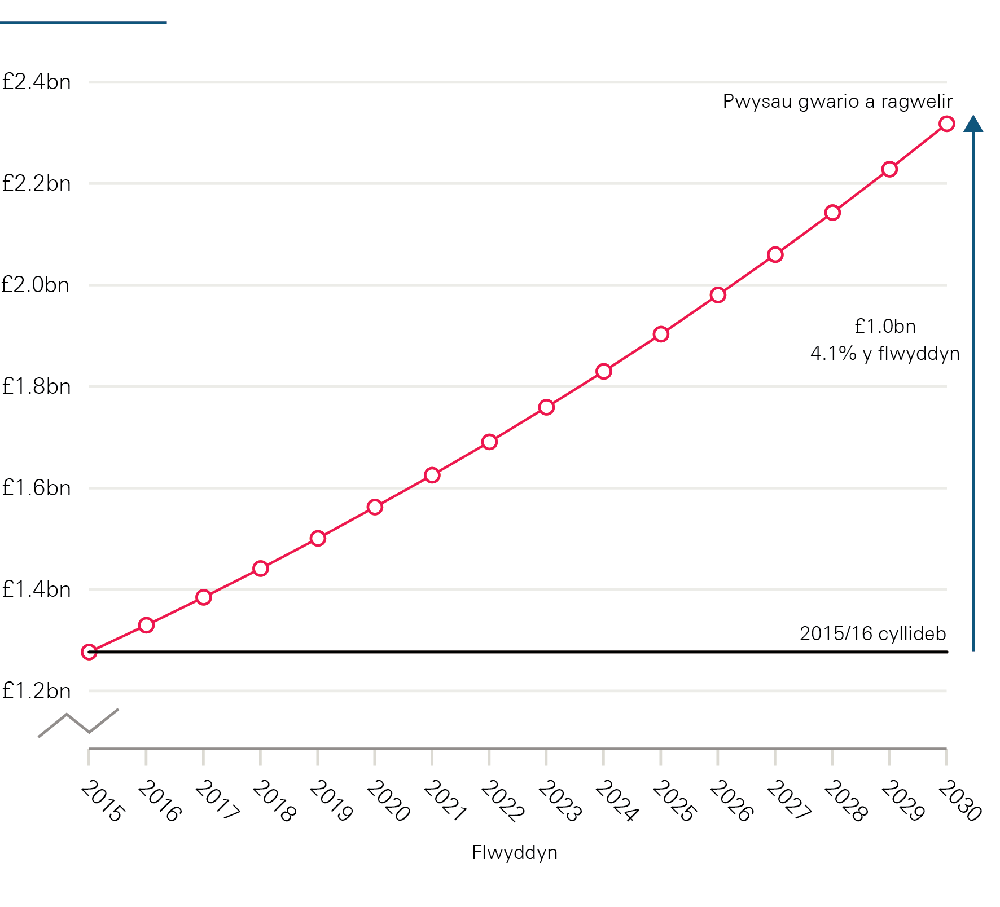 £2.4bn
Pwysau gwario a ragwelir
£2.2bn
£2.0bn
£1.0bn
4.1% y flwyddyn
£1.8bn
£1.6bn
£1.4bn
2015/16 cyllideb
£1.2bn
2015 2016 2017 2018 2019 2020 2021 2022 2023 2024 2025 2026 2027 2028 2029 2030
Flwyddyn